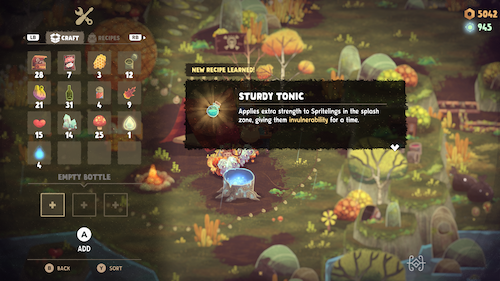 LB CRAFT RECIPES RB
5042
945
NEW RECIPE LEARNED!
STURDY TONIC
Applies extra strength to Spritelings in the splash
zone, giving them invulnerability for a time.
28 7 2 12
21 31 4 9
15 14 23 1
4
EMPTY BOTTLE
A
ADD
B BACK Y SORT